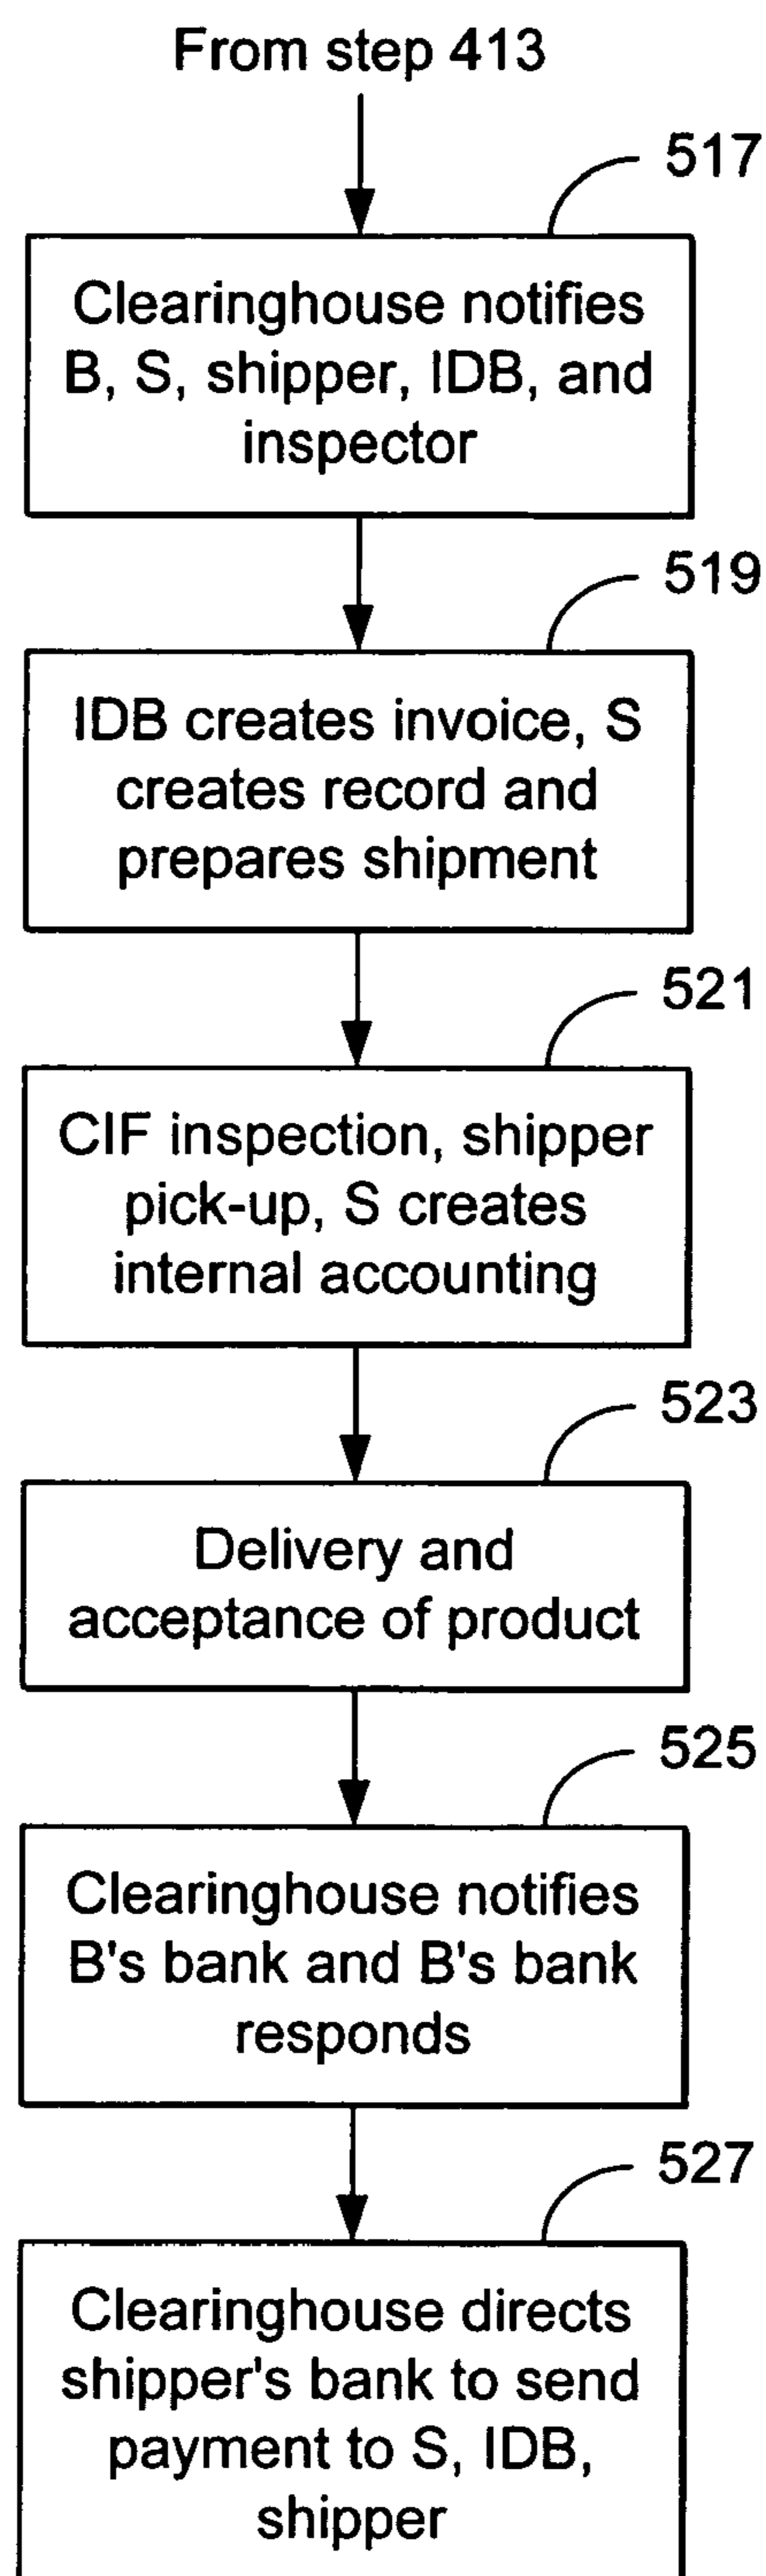 From step 413
517
Clearinghouse notifies
B, S, shipper, IDB, and
inspector
519
IDB creates invoice, S
creates record and
prepares shipment
521
CIF inspection, shipper
pick-up, S creates
internal accounting
523
Delivery and
acceptance of product
525
Clearinghouse notifies
B's bank and B's bank
responds
527
Clearinghouse directs
shipper's bank to send
payment to S, IDB,
shipper